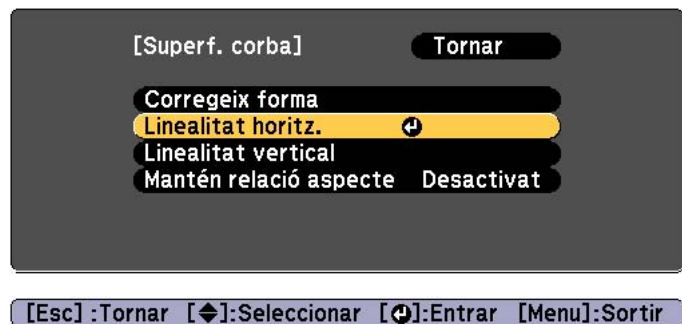 [Superf. corba] Tornar
Corregeix forma
Linealitat horitz.
Linealitat vertical
Mantén relació aspecte Desactivat
[Esc] :Tornar [◆]:Seleccionar [↵]:Entrar [Menu]:Sortir